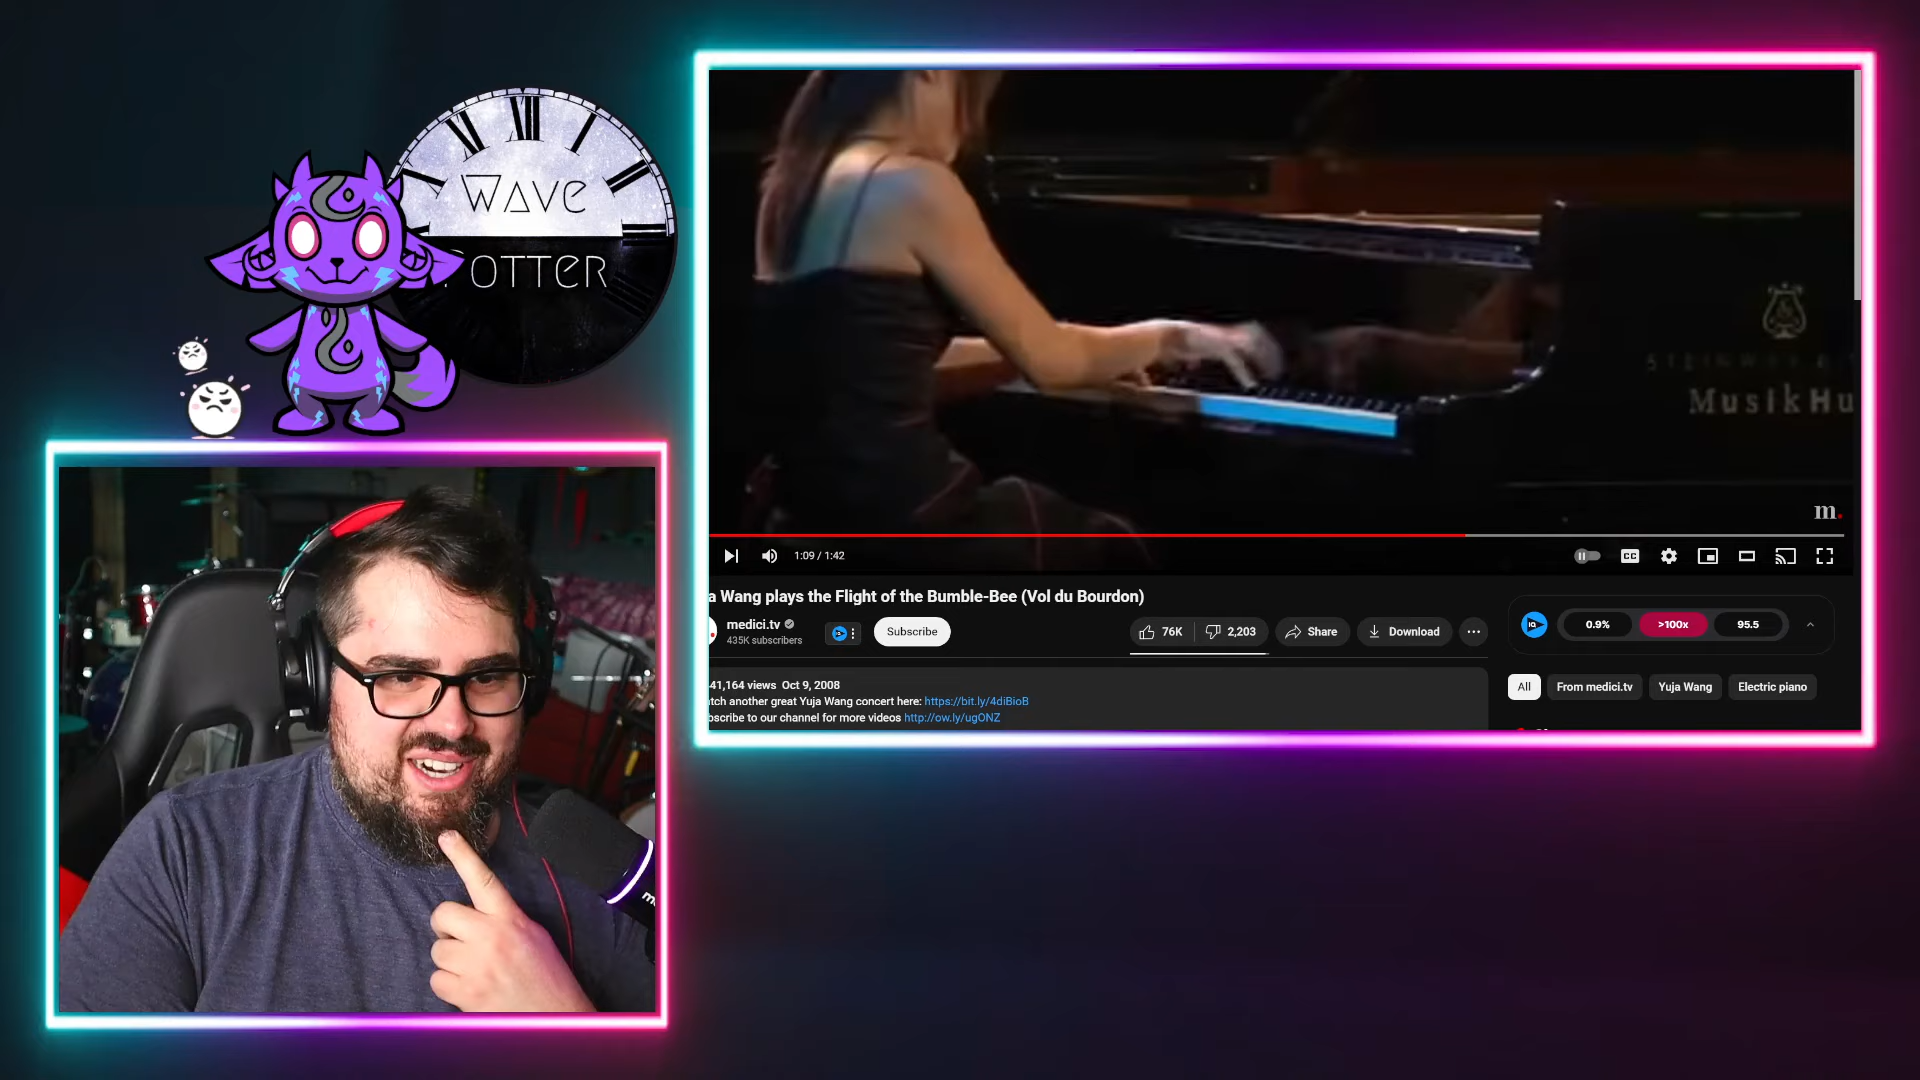 WAVE
OTTER
MusikHu
m.
1:09 / 1:42
CC
a Wang plays the Flight of the Bumble-Bee (Vol du Bourdon)
medici.tv
435K subscribers
Subscribe
76K
2,203
Share
Download
IQ
0.9%
>100x
95.5
41,164 views Oct 9, 2008
tch another great Yuja Wang concert here: https://bit.ly/4diBioB
bscribe to our channel for more videos http://ow.ly/ugONZ
All
From medici.tv
Yuja Wang
Electric piano